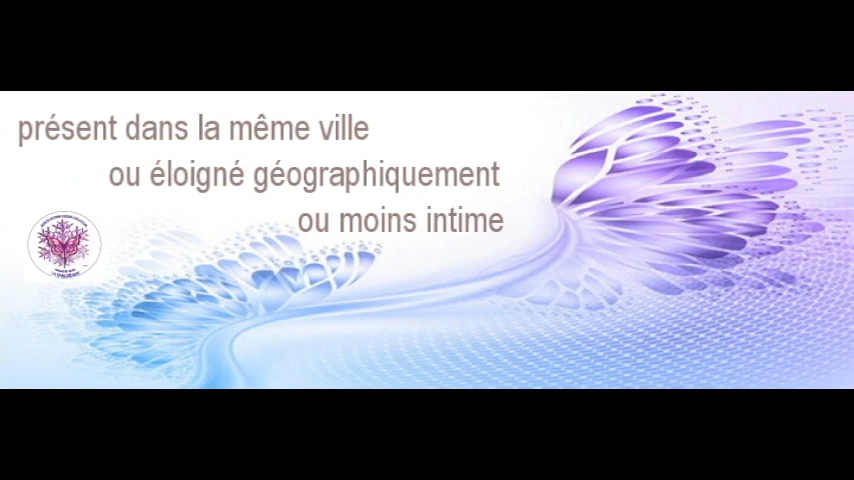 présent dans la même ville
ou éloigné géographiquement
ou moins intime